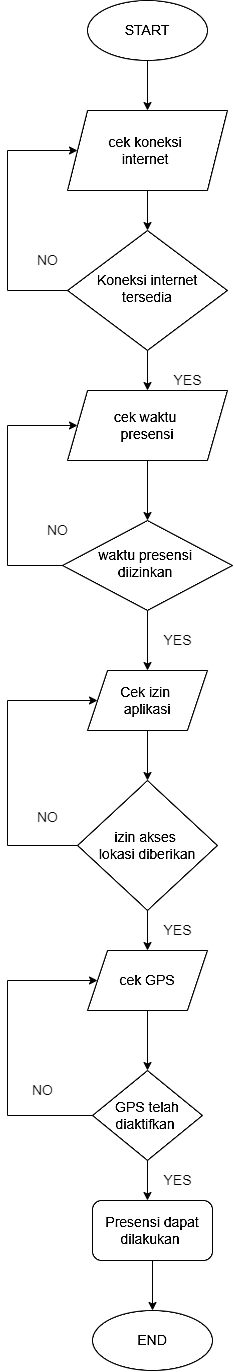 START
cek koneksi
internet
NO
Koneksi internet
tersedia
YES
cek waktu
presensi
NO
waktu presensi
diizinkan
YES
Cek izin
aplikasi
NO
izin akses
lokasi diberikan
YES
cek GPS
NO
GPS telah
diaktifkan
YES
Presensi dapat
dilakukan
END